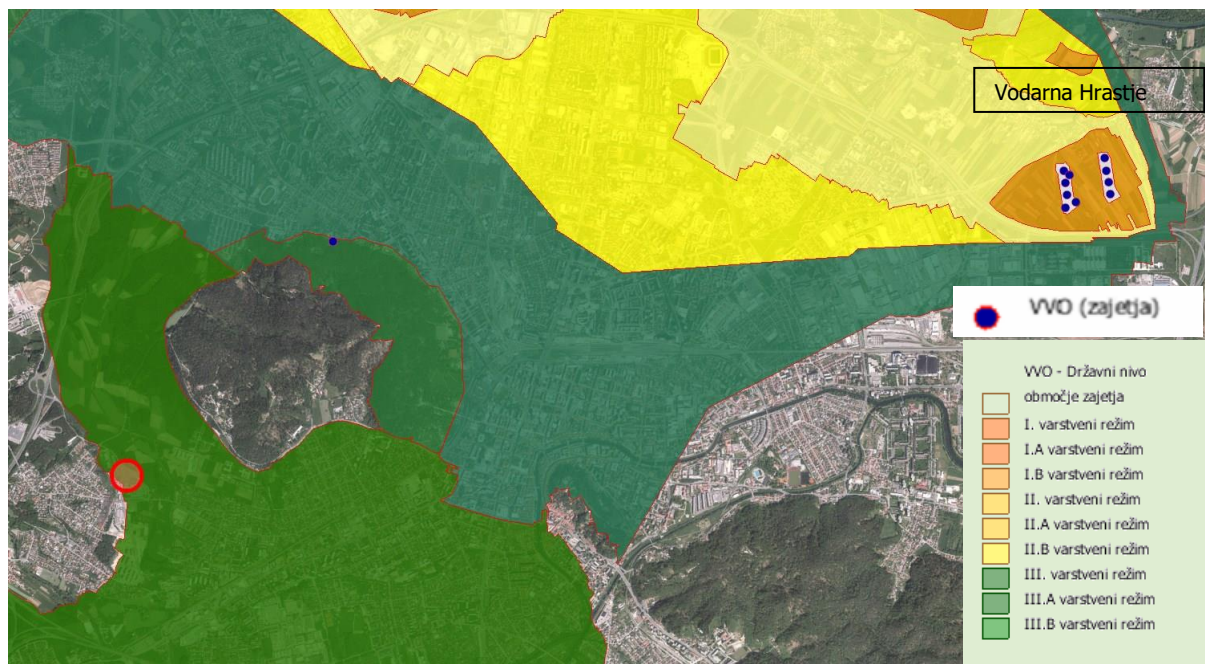 Vodarna Hrastje
VVO (zajetja)
VVO - Državni nivo
območje zajetja
I. varstveni režim
I.A varstveni režim
I.B varstveni režim
II. varstveni režim
II.A varstveni režim
II.B varstveni režim
III. varstveni režim
III.A varstveni režim
III.B varstveni režim